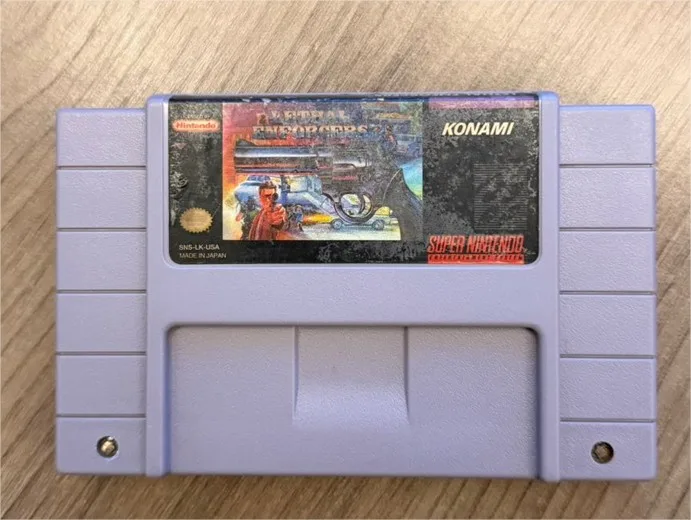 Nintendo
LETHAL
ENFORCERS
KONAMI
SNS-LK-USA
MADE IN JAPAN
SUPER NINTENDO
ENTERTAINMENT SYSTEM